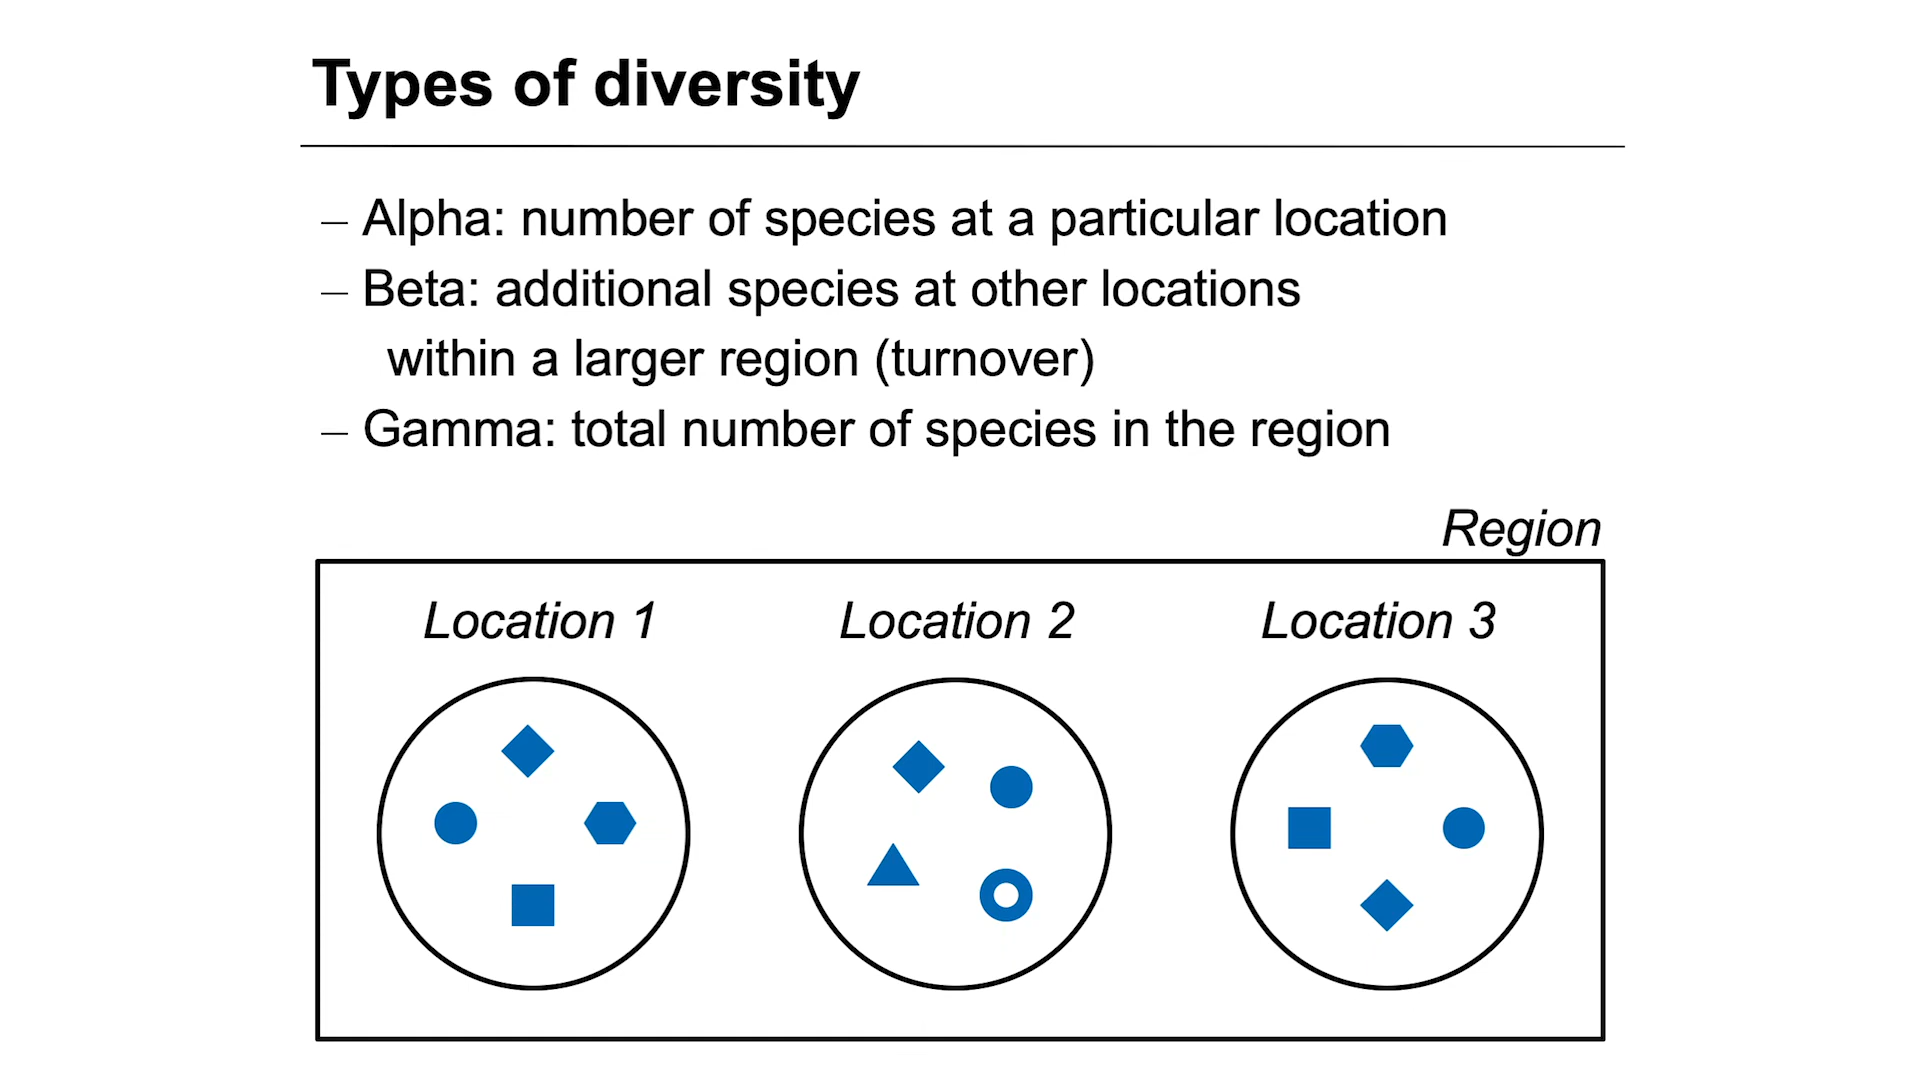 Types of diversity
– Alpha: number of species at a particular location
– Beta: additional species at other locations
within a larger region (turnover)
– Gamma: total number of species in the region
Region
Location 1
Location 2
Location 3